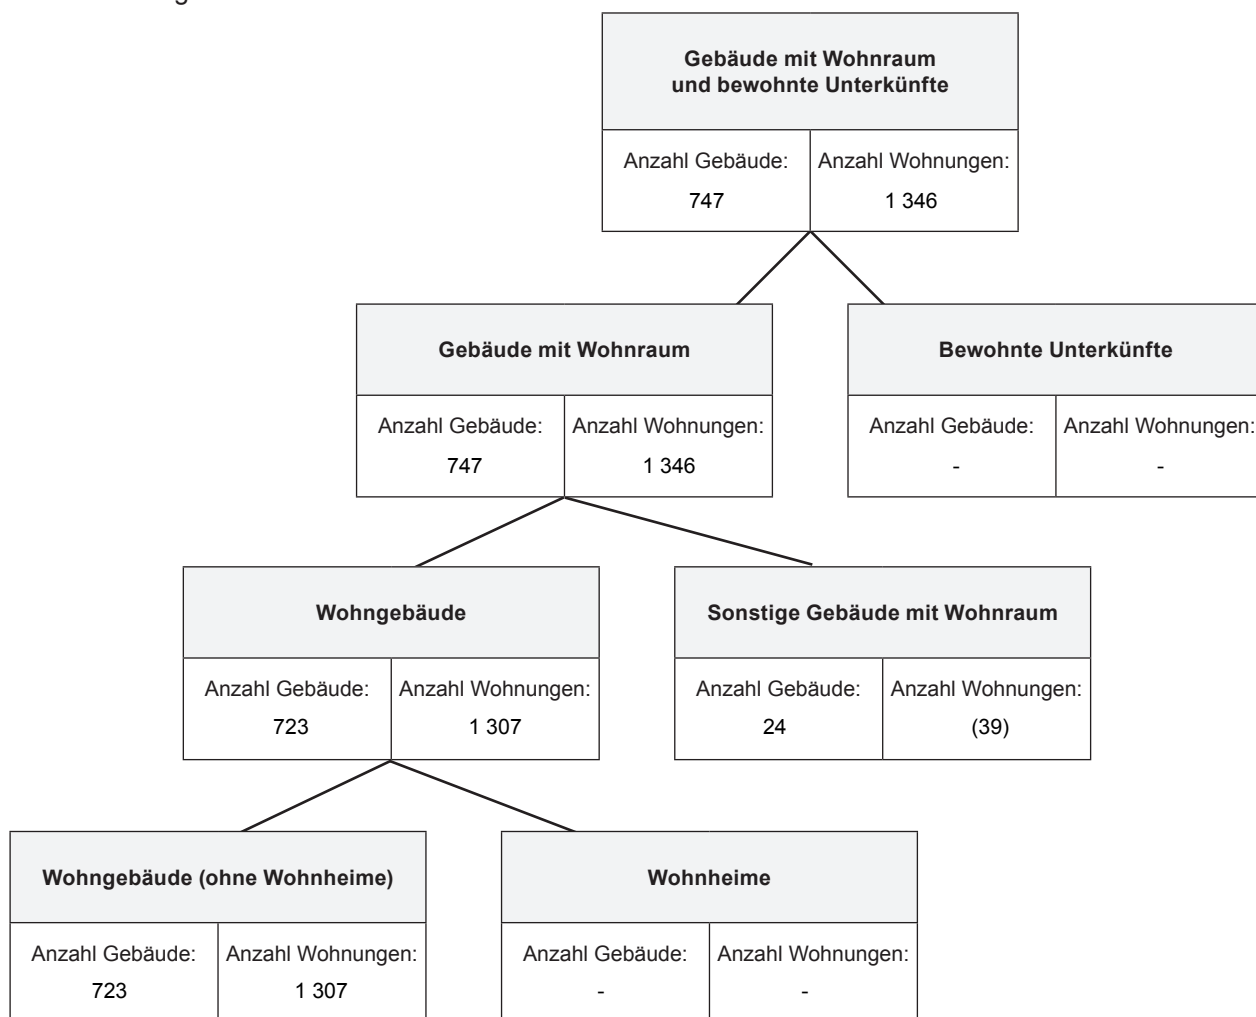 Gebäude mit Wohnraum
und bewohnte Unterkünfte
Anzahl Gebäude: Anzahl Wohnungen:
747 1 346
Gebäude mit Wohnraum Bewohnte Unterkünfte
Anzahl Gebäude: Anzahl Wohnungen: Anzahl Gebäude: Anzahl Wohnungen:
747 1 346 - -
Wohngebäude Sonstige Gebäude mit Wohnraum
Anzahl Gebäude: Anzahl Wohnungen: Anzahl Gebäude: Anzahl Wohnungen:
723 1 307 24 (39)
Wohngebäude (ohne Wohnheime) Wohnheime
Anzahl Gebäude: Anzahl Wohnungen: Anzahl Gebäude: Anzahl Wohnungen:
723 1 307 - -